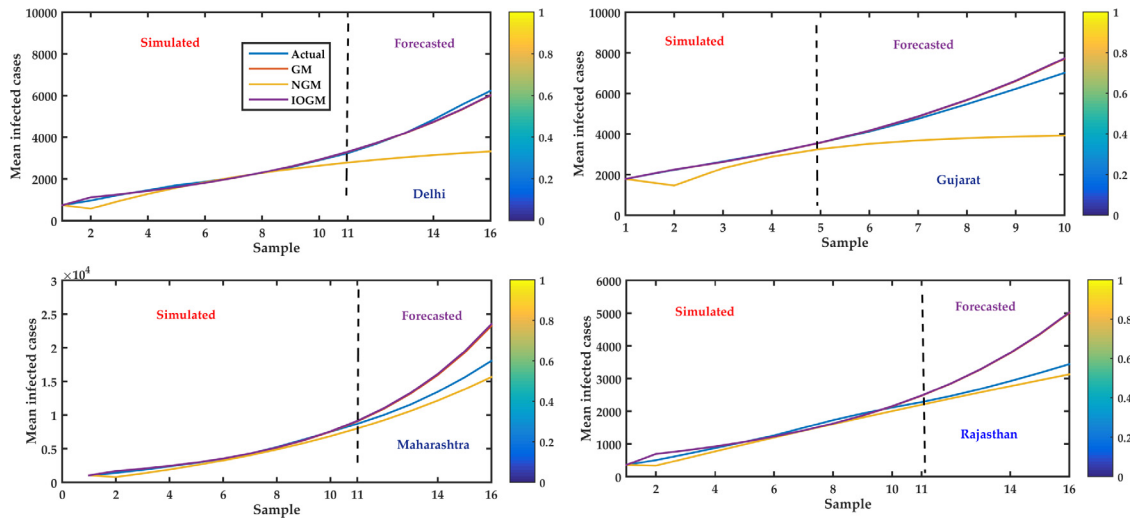 10000
8000
6000
4000
2000
0
Mean infected cases
Simulated
Forecasted
Actual
GM
NGM
IOGM
Delhi
2 4 6 8 10 11 14 16
Sample
1
0.8
0.6
0.4
0.2
0
10000
8000
6000
4000
2000
0
Mean infected cases
Simulated
Forecasted
Gujarat
1 2 3 4 5 6 7 8 9 10
Sample
1
0.8
0.6
0.4
0.2
0
×10⁴
3
2.5
2
1.5
1
0.5
0
Mean infected cases
Simulated
Forecasted
Maharashtra
0 2 4 6 8 10 11 14 16
Sample
1
0.8
0.6
0.4
0.2
0
6000
5000
4000
3000
2000
1000
0
Mean infected cases
Simulated
Forecasted
Rajasthan
2 4 6 8 10 11 14 16
Sample
1
0.8
0.6
0.4
0.2
0